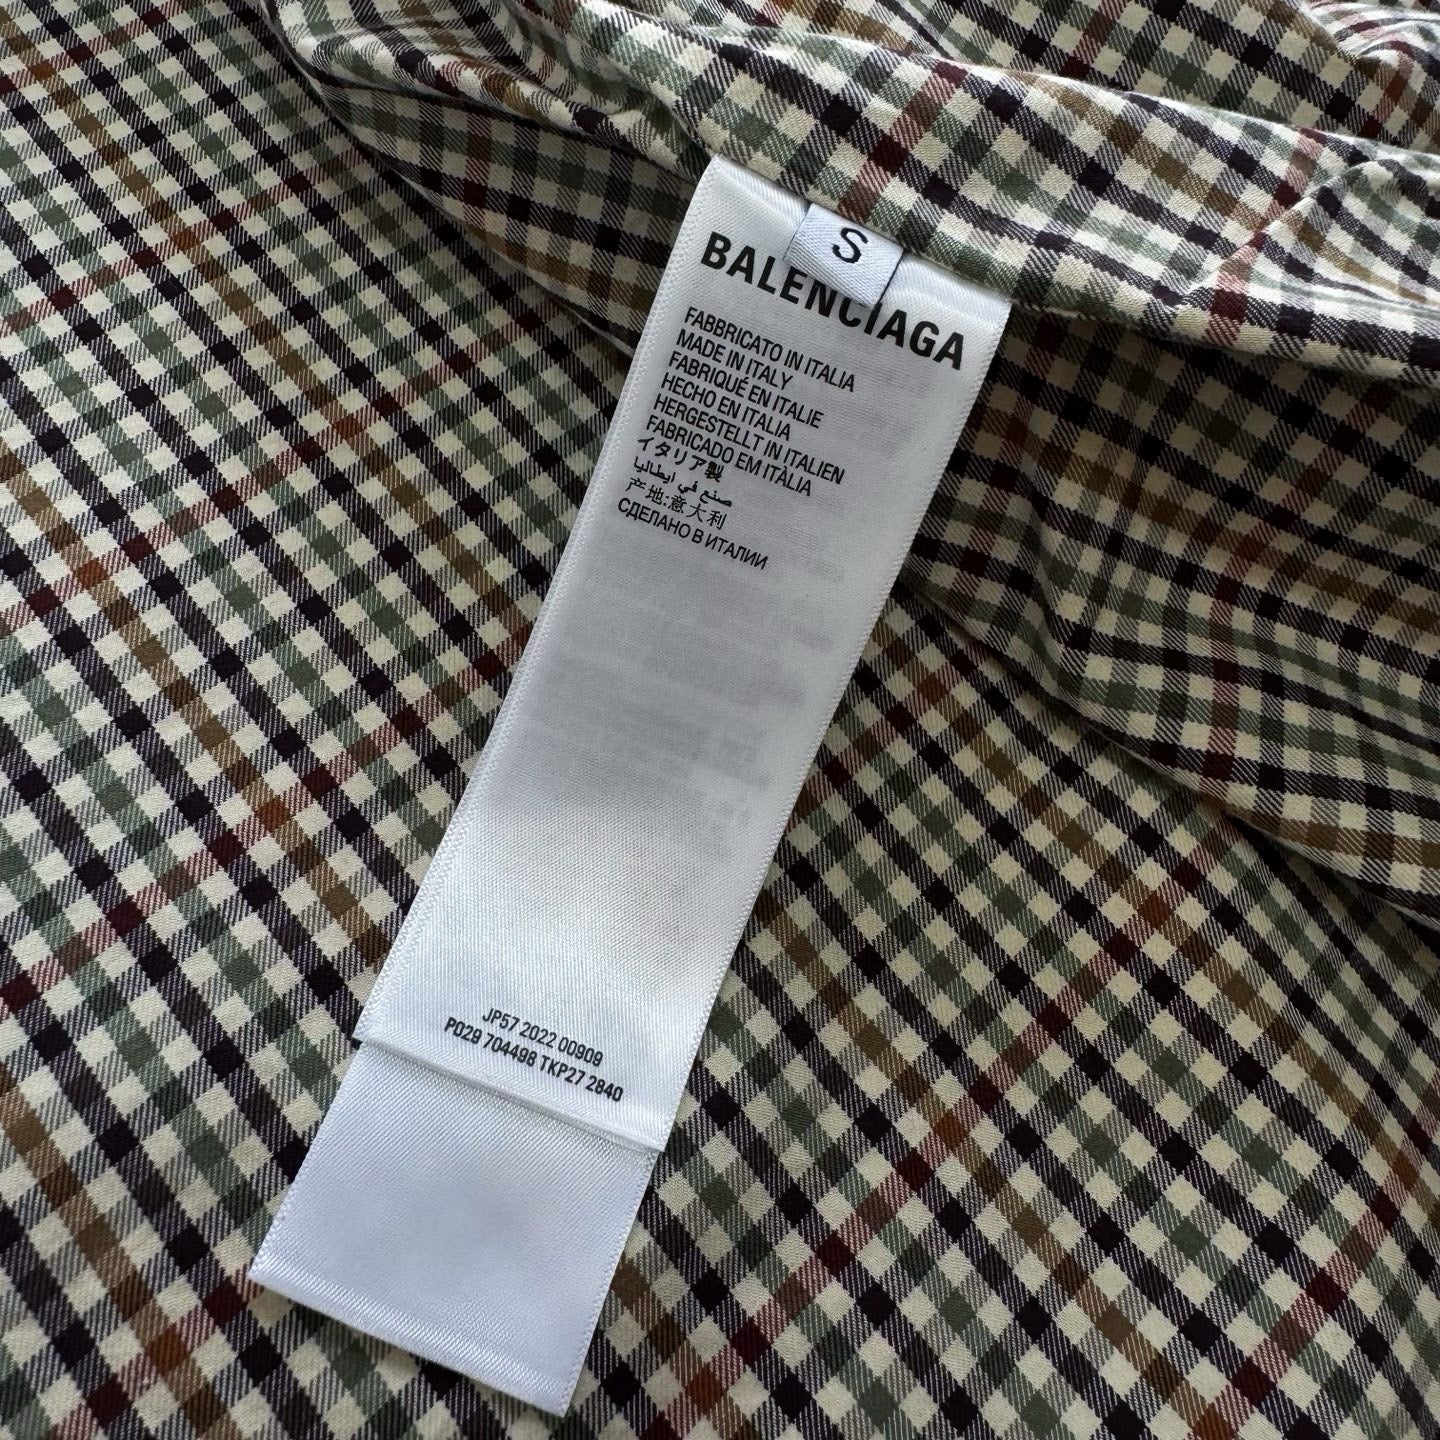 S
BALENCIAGA
FABBRICATO IN ITALIA
MADE IN ITALY
FABRIQUÉ EN ITALIE
HECHO EN ITALIA
HERGESTELLT IN ITALIEN
FABRICADO EM ITÁLIA
イタリア製
صنع في ايطاليا
产地:意大利
СДЕЛАНО В ИТАЛИИ
JP57 2022 00909
P029 704498 TKP27 2840